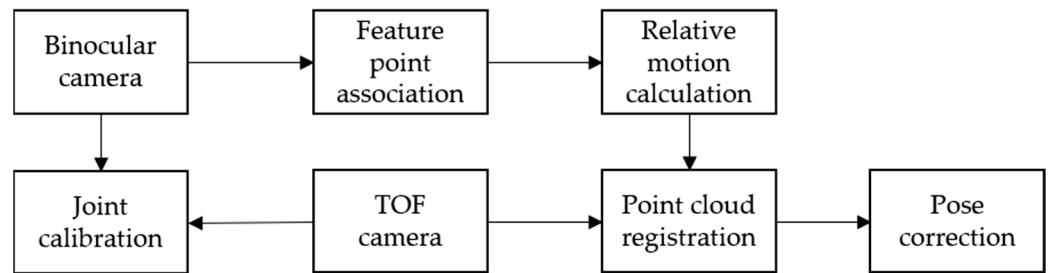 Binocular
camera
Feature
point
association
Relative
motion
calculation
Joint
calibration
TOF
camera
Point cloud
registration
Pose
correction